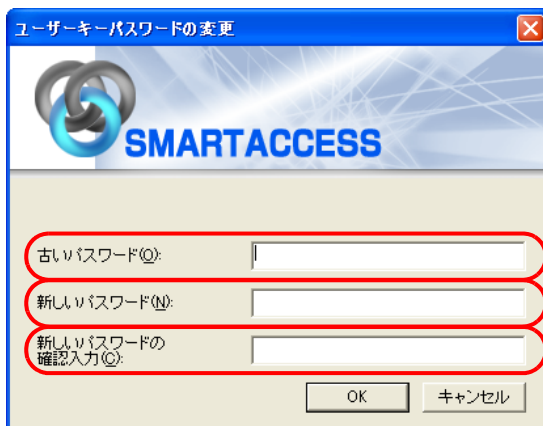 ユーザーキーパスワードの変更
SMARTACCESS
古いパスワード(O):
新しいパスワード(N):
新しいパスワードの
確認入力(C):
OK キャンセル